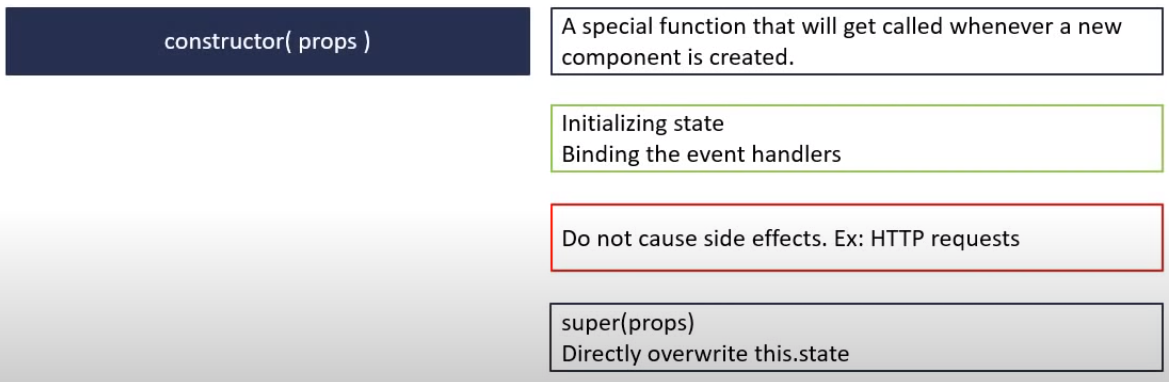 constructor( props )
A special function that will get called whenever a new
component is created.
Initializing state
Binding the event handlers
Do not cause side effects. Ex: HTTP requests
super(props)
Directly overwrite this.state